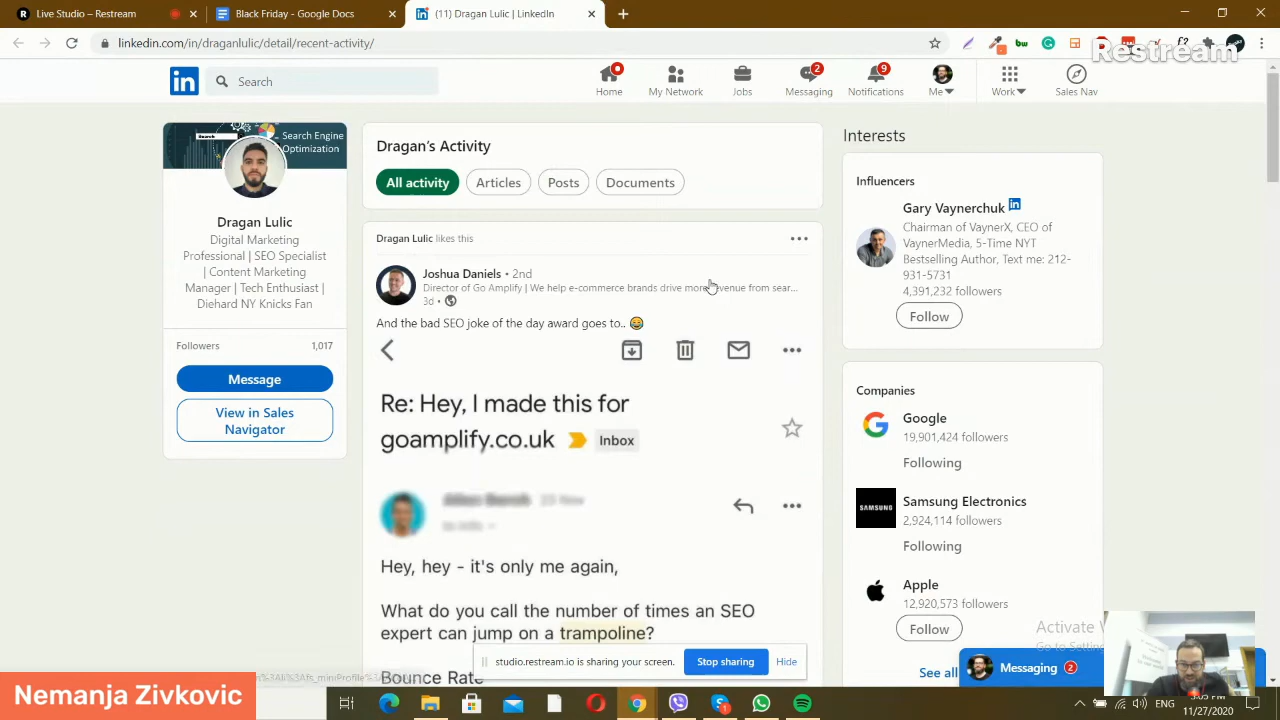 Live Studio – Restream
Black Friday - Google Docs
(11) Dragan Lulic | LinkedIn
linkedin.com/in/draganlulic/detail/recent-activity/
Restream
Search
Home
My Network
Jobs
2
Messaging
9
Notifications
Me
Work
Sales Nav
Search Engine
Optimization
Dragan Lulic
Digital Marketing
Professional | SEO Specialist
| Content Marketing
Manager | Tech Enthusiast |
Diehard NY Knicks Fan
Followers 1,017
Message
View in Sales
Navigator
Dragan's Activity
All activity
Articles
Posts
Documents
Dragan Lulic likes this
Joshua Daniels • 2nd
Director of Go Amplify | We help e-commerce brands drive more revenue from sear...
3d •
And the bad SEO joke of the day award goes to.. 😂
Re: Hey, I made this for
goamplify.co.uk
Inbox
Hey, hey - it's only me again,
What do you call the number of times an SEO
expert can jump on a trampoline?
Bounce Rate
Interests
Influencers
Gary Vaynerchuk
Chairman of VaynerX, CEO of
VaynerMedia, 5-Time NYT
Bestselling Author, Text me: 212-
931-5731
4,391,232 followers
Follow
Companies
Google
19,901,424 followers
Following
SAMSUNG
Samsung Electronics
2,924,114 followers
Following
Apple
12,920,573 followers
Follow
See all
Activate
Go to
Messaging 2
studio.restream.io is sharing your screen.
Stop sharing
Hide
Nemanja Zivkovic
ENG
11/27/2020